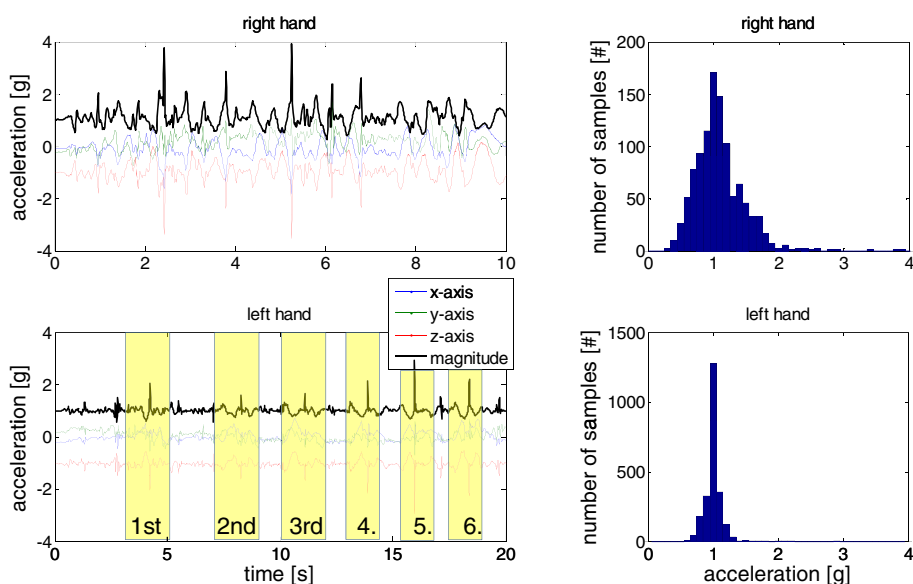 right hand
acceleration [g]
4
2
0
-2
-4
0 2 4 6 8 10
right hand
number of samples [#]
200
150
100
50
0
0 1 2 3 4
x-axis
y-axis
z-axis
magnitude
left hand
acceleration [g]
4
2
0
-2
-4
1st 2nd 3rd 4. 5. 6.
0 5 10 15 20
time [s]
left hand
number of samples [#]
1500
1000
500
0
0 1 2 3 4
acceleration [g]